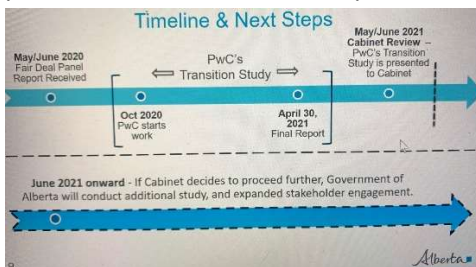 Timeline & Next Steps
May/June 2020
Fair Deal Panel
Report Received
PwC's
Transition Study
May/June 2021
Cabinet Review –
PwC's Transition
Study is presented
to Cabinet
Oct 2020
PwC starts
work
April 30,
2021
Final Report
June 2021 onward - If Cabinet decides to proceed further, Government of
Alberta will conduct additional study, and expanded stakeholder engagement.
Alberta